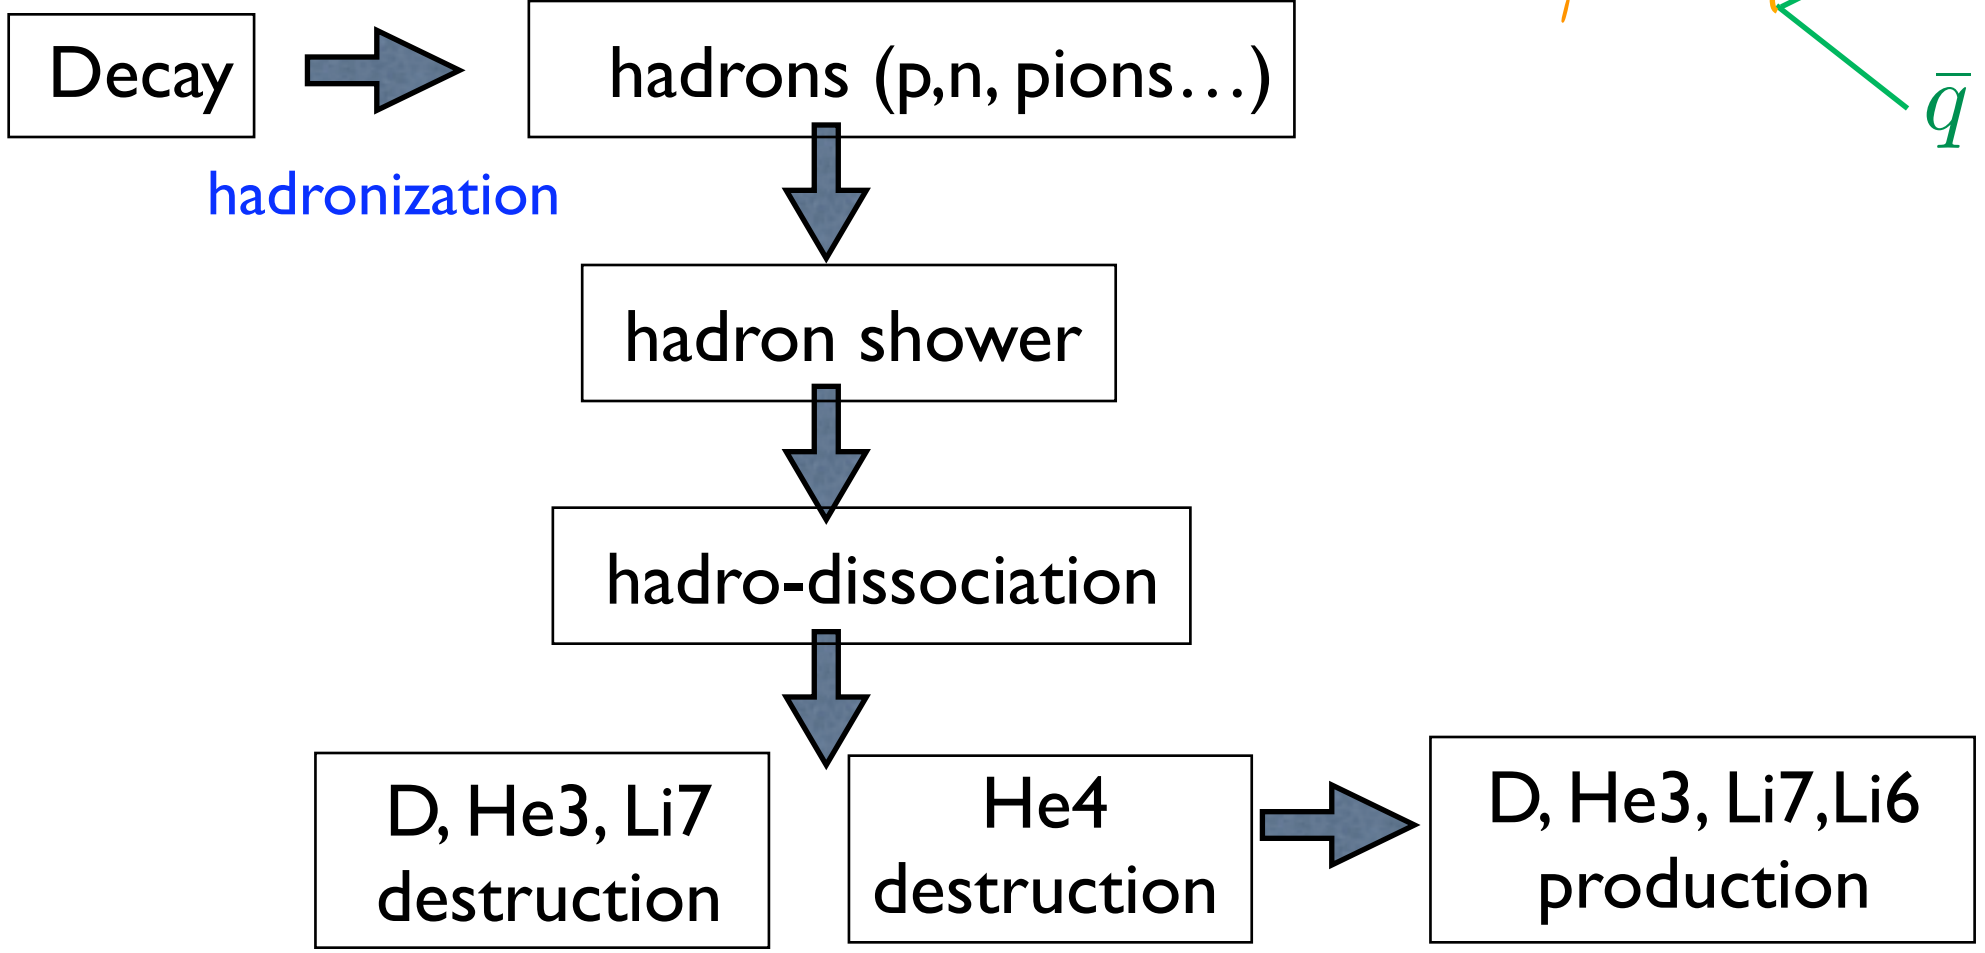 Decay
hadrons (p,n, pions…)
q̅
hadronization
hadron shower
hadro-dissociation
D, He3, Li7
destruction
He4
destruction
D, He3, Li7,Li6
production